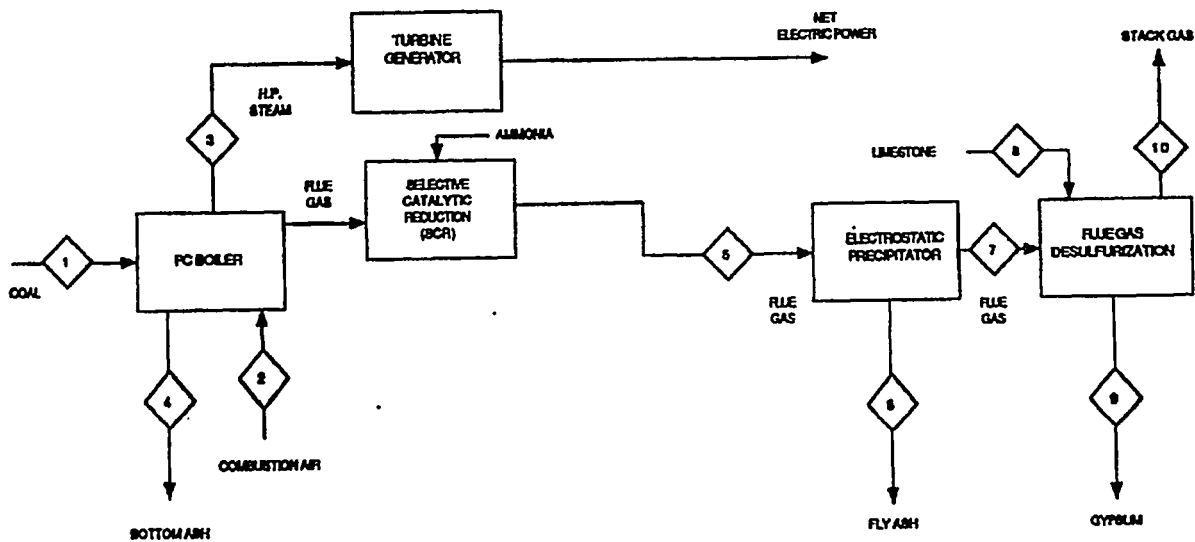 TURBINE
GENERATOR
NET
ELECTRIC POWER
STACK GAS
H.P.
STEAM
3
AMMONIA
LIMESTONE
8
10
SELECTIVE
CATALYTIC
REDUCTION
(SCR)
FLUE
GAS
PC BOILER
1
COAL
5
FLUE
GAS
ELECTROSTATIC
PRECIPITATOR
7
FLUE
GAS
FLUE GAS
DESULFURIZATION
4
2
6
9
COMBUSTION AIR
BOTTOM ASH
FLY ASH
GYPSUM